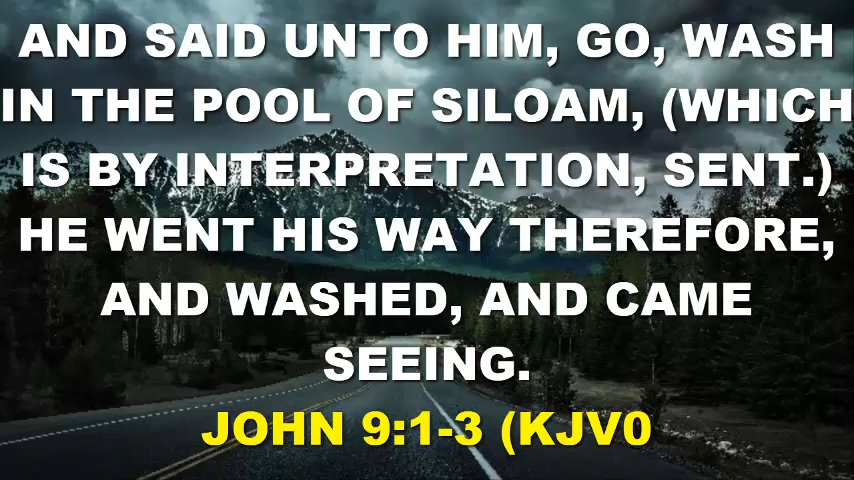 AND SAID UNTO HIM, GO, WASH
IN THE POOL OF SILOAM, (WHICH
IS BY INTERPRETATION, SENT.)
HE WENT HIS WAY THEREFORE,
AND WASHED, AND CAME
SEEING.
JOHN 9:1-3 (KJV0